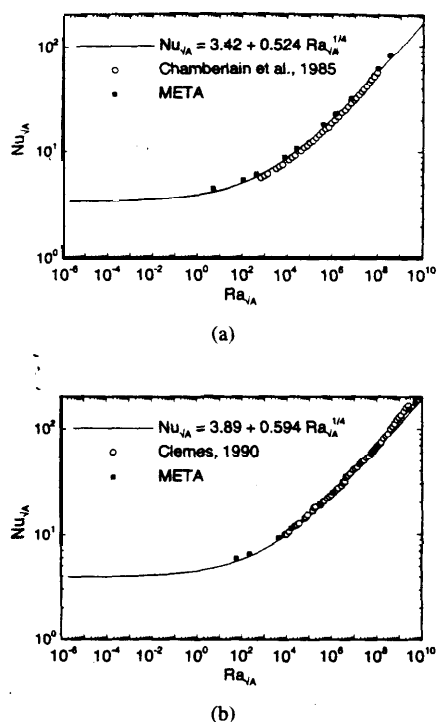 10²
10¹
10⁰
Nu√A
Nu√A = 3.42 + 0.524 Ra√A^1/4
Chamberlain et al., 1985
META
10⁻⁶ 10⁻⁴ 10⁻² 10⁰ 10² 10⁴ 10⁶ 10⁸ 10¹⁰
Ra√A
(a)
10²
10¹
10⁰
Nu√A
Nu√A = 3.89 + 0.594 Ra√A^1/4
Clemes, 1990
META
10⁻⁶ 10⁻⁴ 10⁻² 10⁰ 10² 10⁴ 10⁶ 10⁸ 10¹⁰
Ra√A
(b)